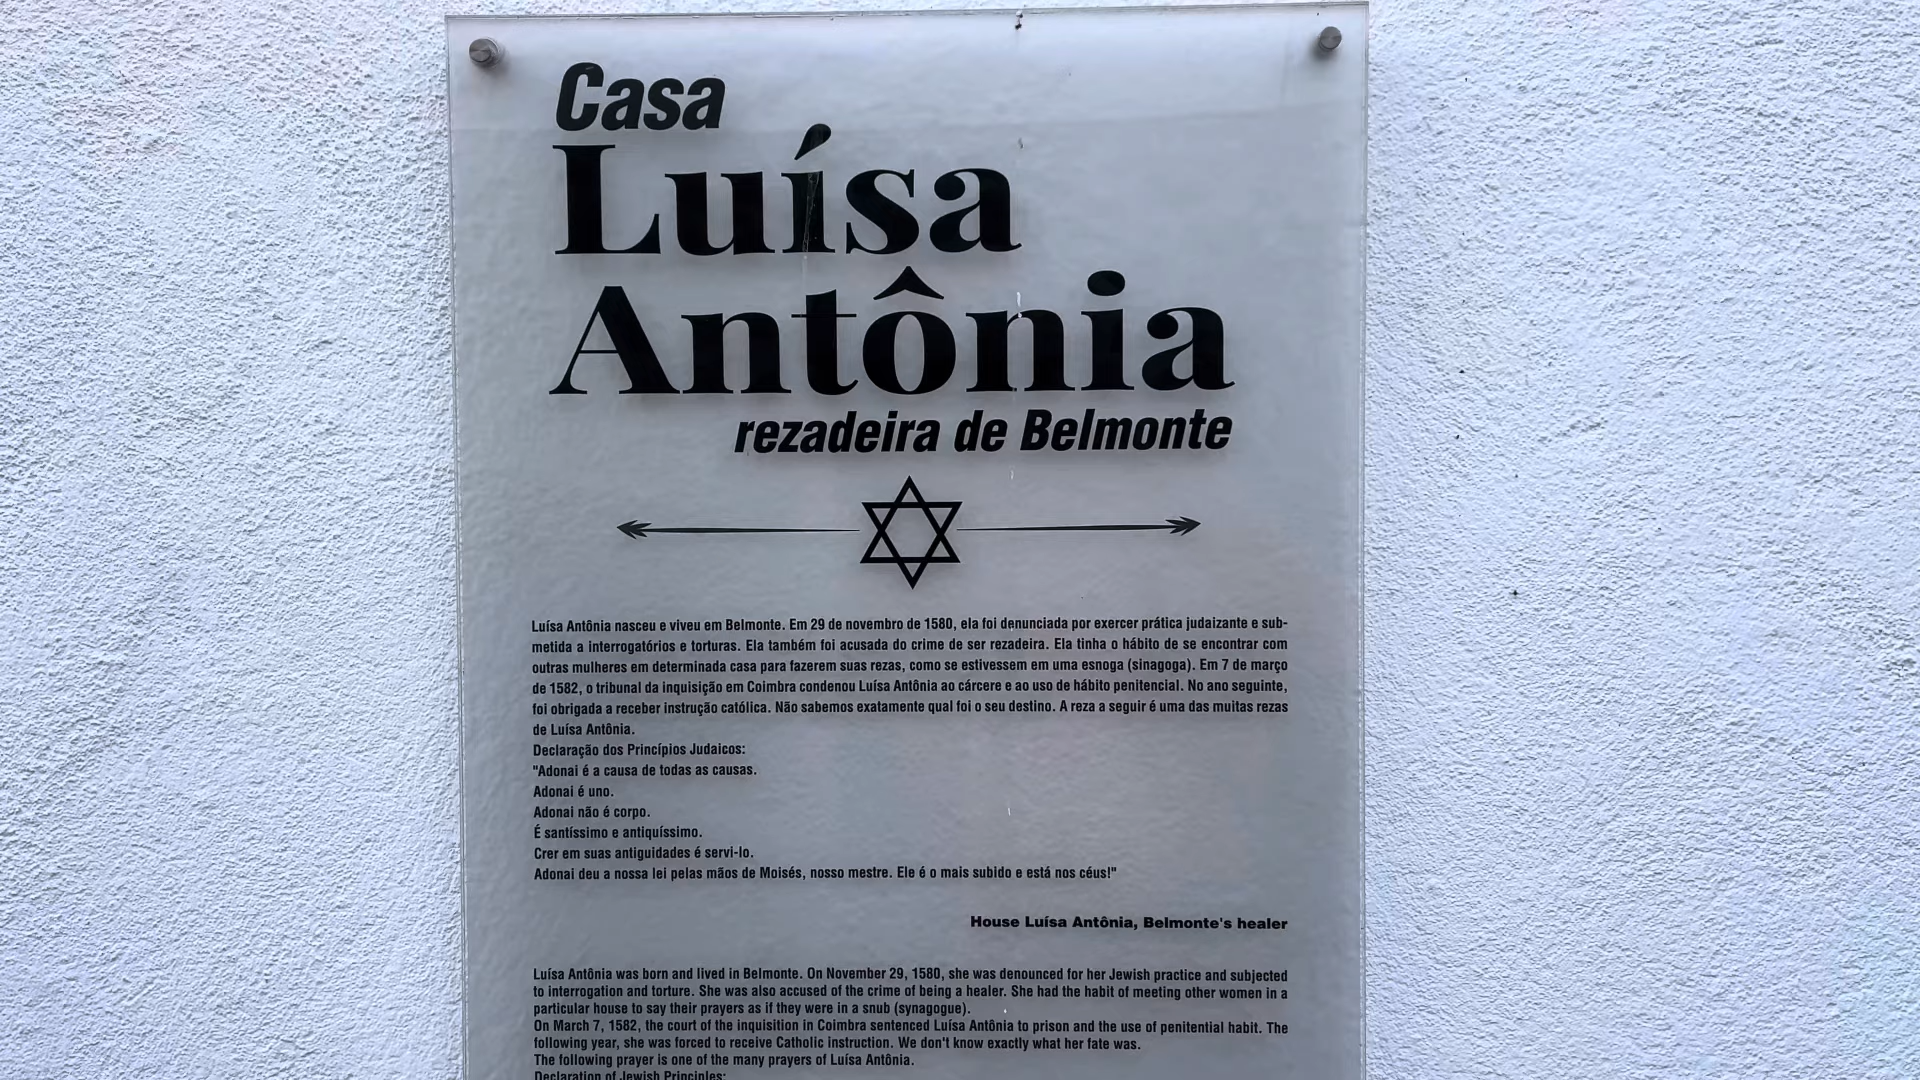 Casa
Luísa
Antônia
rezadeira de Belmonte
Luísa Antônia nasceu e viveu em Belmonte. Em 29 de novembro de 1580, ela foi denunciada por exercer prática judaizante e sub-
metida a interrogatórios e torturas. Ela também foi acusada do crime de ser rezadeira. Ela tinha o hábito de se encontrar com
outras mulheres em determinada casa para fazerem suas rezas, como se estivessem em uma esnoga (sinagoga). Em 7 de março
de 1582, o tribunal da inquisição em Coimbra condenou Luísa Antônia ao cárcere e ao uso de hábito penitencial. No ano seguinte,
foi obrigada a receber instrução católica. Não sabemos exatamente qual foi o seu destino. A reza a seguir é uma das muitas rezas
de Luísa Antônia.
Declaração dos Princípios Judaicos:
"Adonai é a causa de todas as causas.
Adonai é uno.
Adonai não é corpo.
É santíssimo e antiquíssimo.
Crer em suas antiguidades é servi-lo.
Adonai deu a nossa lei pelas mãos de Moisés, nosso mestre. Ele é o mais subido e está nos céus!"
House Luísa Antônia, Belmonte's healer
Luísa Antônia was born and lived in Belmonte. On November 29, 1580, she was denounced for her Jewish practice and subjected
to interrogation and torture. She was also accused of the crime of being a healer. She had the habit of meeting other women in a
particular house to say their prayers as if they were in a snub (synagogue).
On March 7, 1582, the court of the inquisition in Coimbra sentenced Luísa Antônia to prison and the use of penitential habit. The
following year, she was forced to receive Catholic instruction. We don't know exactly what her fate was.
The following prayer is one of the many prayers of Luísa Antônia.
Declaration of Jewish Principles: